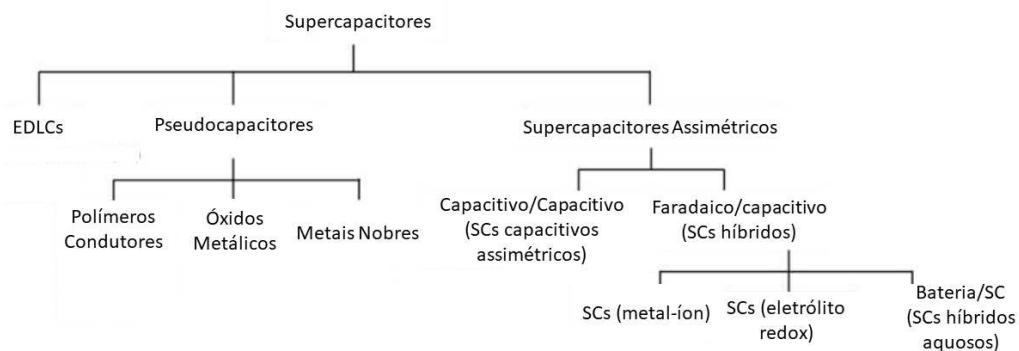 Supercapacitores
EDLCs
Pseudocapacitores
Supercapacitores Assimétricos
Polímeros
Condutores
Óxidos
Metálicos
Metais Nobres
Capacitivo/Capacitivo
(SCs capacitivos
assimétricos)
Faradaico/capacitivo
(SCs híbridos)
SCs (metal-íon)
SCs (eletrólito
redox)
Bateria/SC
(SCs híbridos
aquosos)